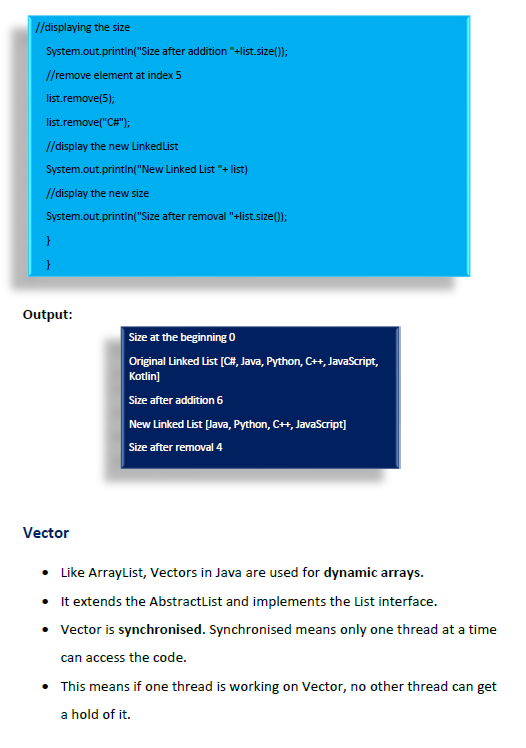 //displaying the size
System.out.println("Size after addition "+list.size());
//remove element at index 5
list.remove(5);
list.remove("C#");
//display the new LinkedList
System.out.println("New Linked List "+ list)
//display the new size
System.out.println("Size after removal "+list.size());
}
}
Output:
Size at the beginning 0
Original Linked List [C#, Java, Python, C++, JavaScript,
Kotlin]
Size after addition 6
New Linked List [Java, Python, C++, JavaScript]
Size after removal 4
Vector
• Like ArrayList, Vectors in Java are used for dynamic arrays.
• It extends the AbstractList and implements the List interface.
• Vector is synchronised. Synchronised means only one thread at a time
can access the code.
• This means if one thread is working on Vector, no other thread can get
a hold of it.